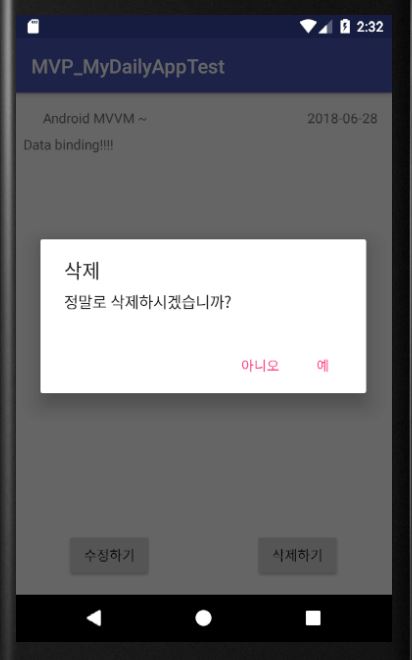 2:32
MVP_MyDailyAppTest
Android MVVM ~ 2018-06-28
Data binding!!!!
삭제
정말로 삭제하시겠습니까?
아니오 예
수정하기 삭제하기